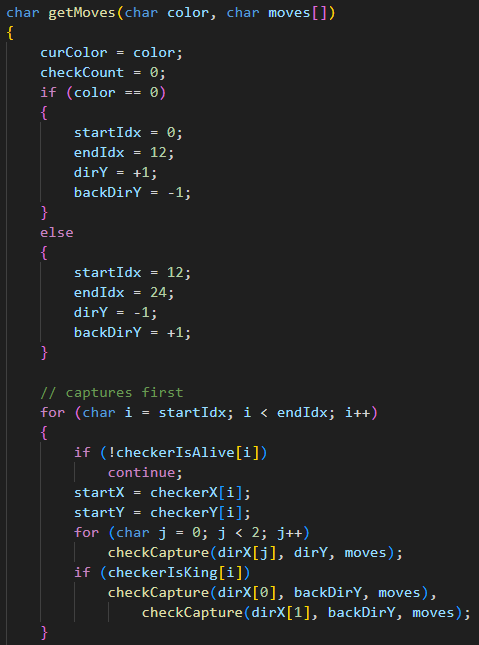 char getMoves(char color, char moves[])
{
    curColor = color;
    checkCount = 0;
    if (color == 0)
    {
        startIdx = 0;
        endIdx = 12;
        dirY = +1;
        backDirY = -1;
    }
    else
    {
        startIdx = 12;
        endIdx = 24;
        dirY = -1;
        backDirY = +1;
    }

    // captures first
    for (char i = startIdx; i < endIdx; i++)
    {
        if (!checkerIsAlive[i])
            continue;
        startX = checkerX[i];
        startY = checkerY[i];
        for (char j = 0; j < 2; j++)
            checkCapture(dirX[j], dirY, moves);
        if (checkerIsKing[i])
            checkCapture(dirX[0], backDirY, moves),
                checkCapture(dirX[1], backDirY, moves);
    }